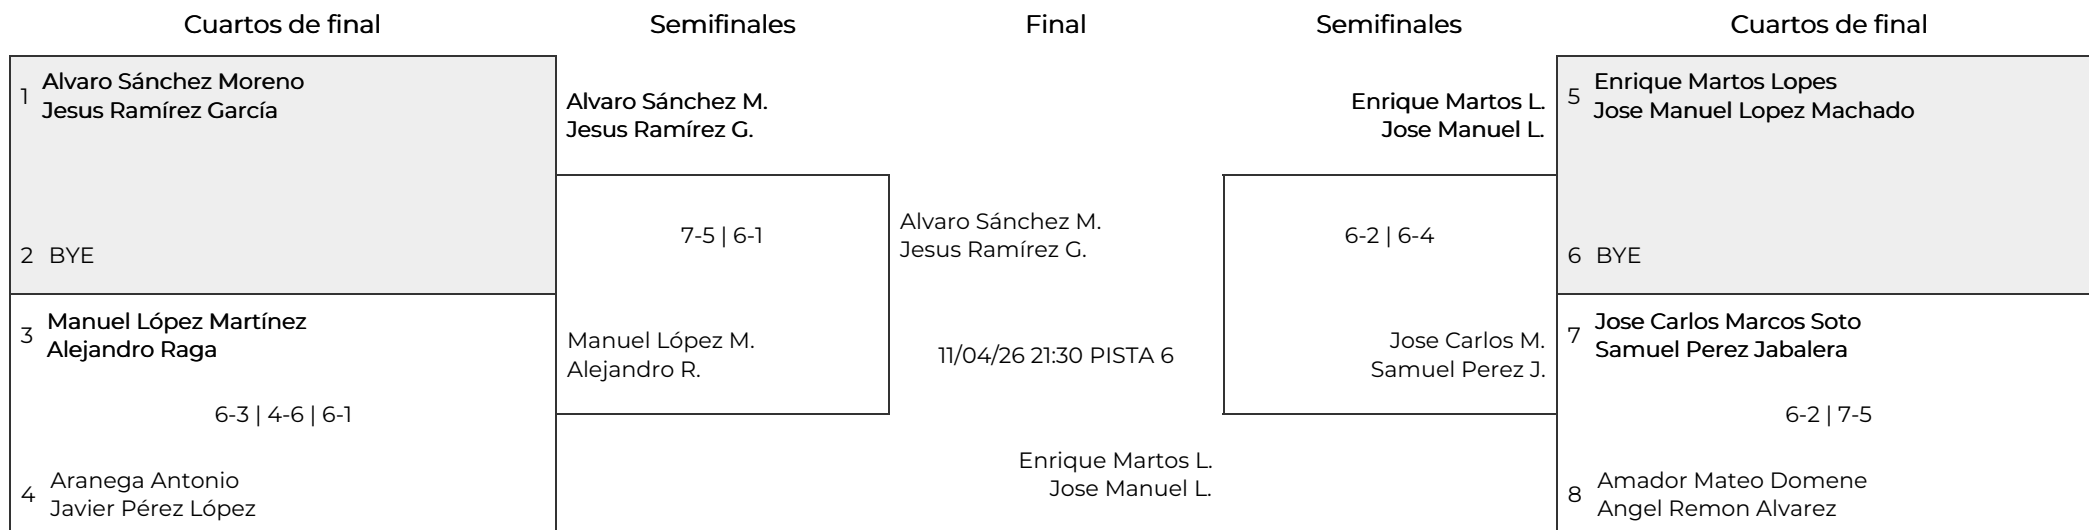 Cuartos de final
Semifinales
Final
Semifinales
Cuartos de final
1
Alvaro Sánchez Moreno
Jesus Ramírez García
2 BYE
3
Manuel López Martínez
Alejandro Raga
6-3 | 4-6 | 6-1
4
Aranega Antonio
Javier Pérez López
Alvaro Sánchez M.
Jesus Ramírez G.
7-5 | 6-1
Manuel López M.
Alejandro R.
Alvaro Sánchez M.
Jesus Ramírez G.
11/04/26 21:30 PISTA 6
Enrique Martos L.
Jose Manuel L.
Enrique Martos L.
Jose Manuel L.
6-2 | 6-4
Jose Carlos M.
Samuel Perez J.
5
Enrique Martos Lopes
Jose Manuel Lopez Machado
6 BYE
7
Jose Carlos Marcos Soto
Samuel Perez Jabalera
6-2 | 7-5
8
Amador Mateo Domene
Angel Remon Alvarez